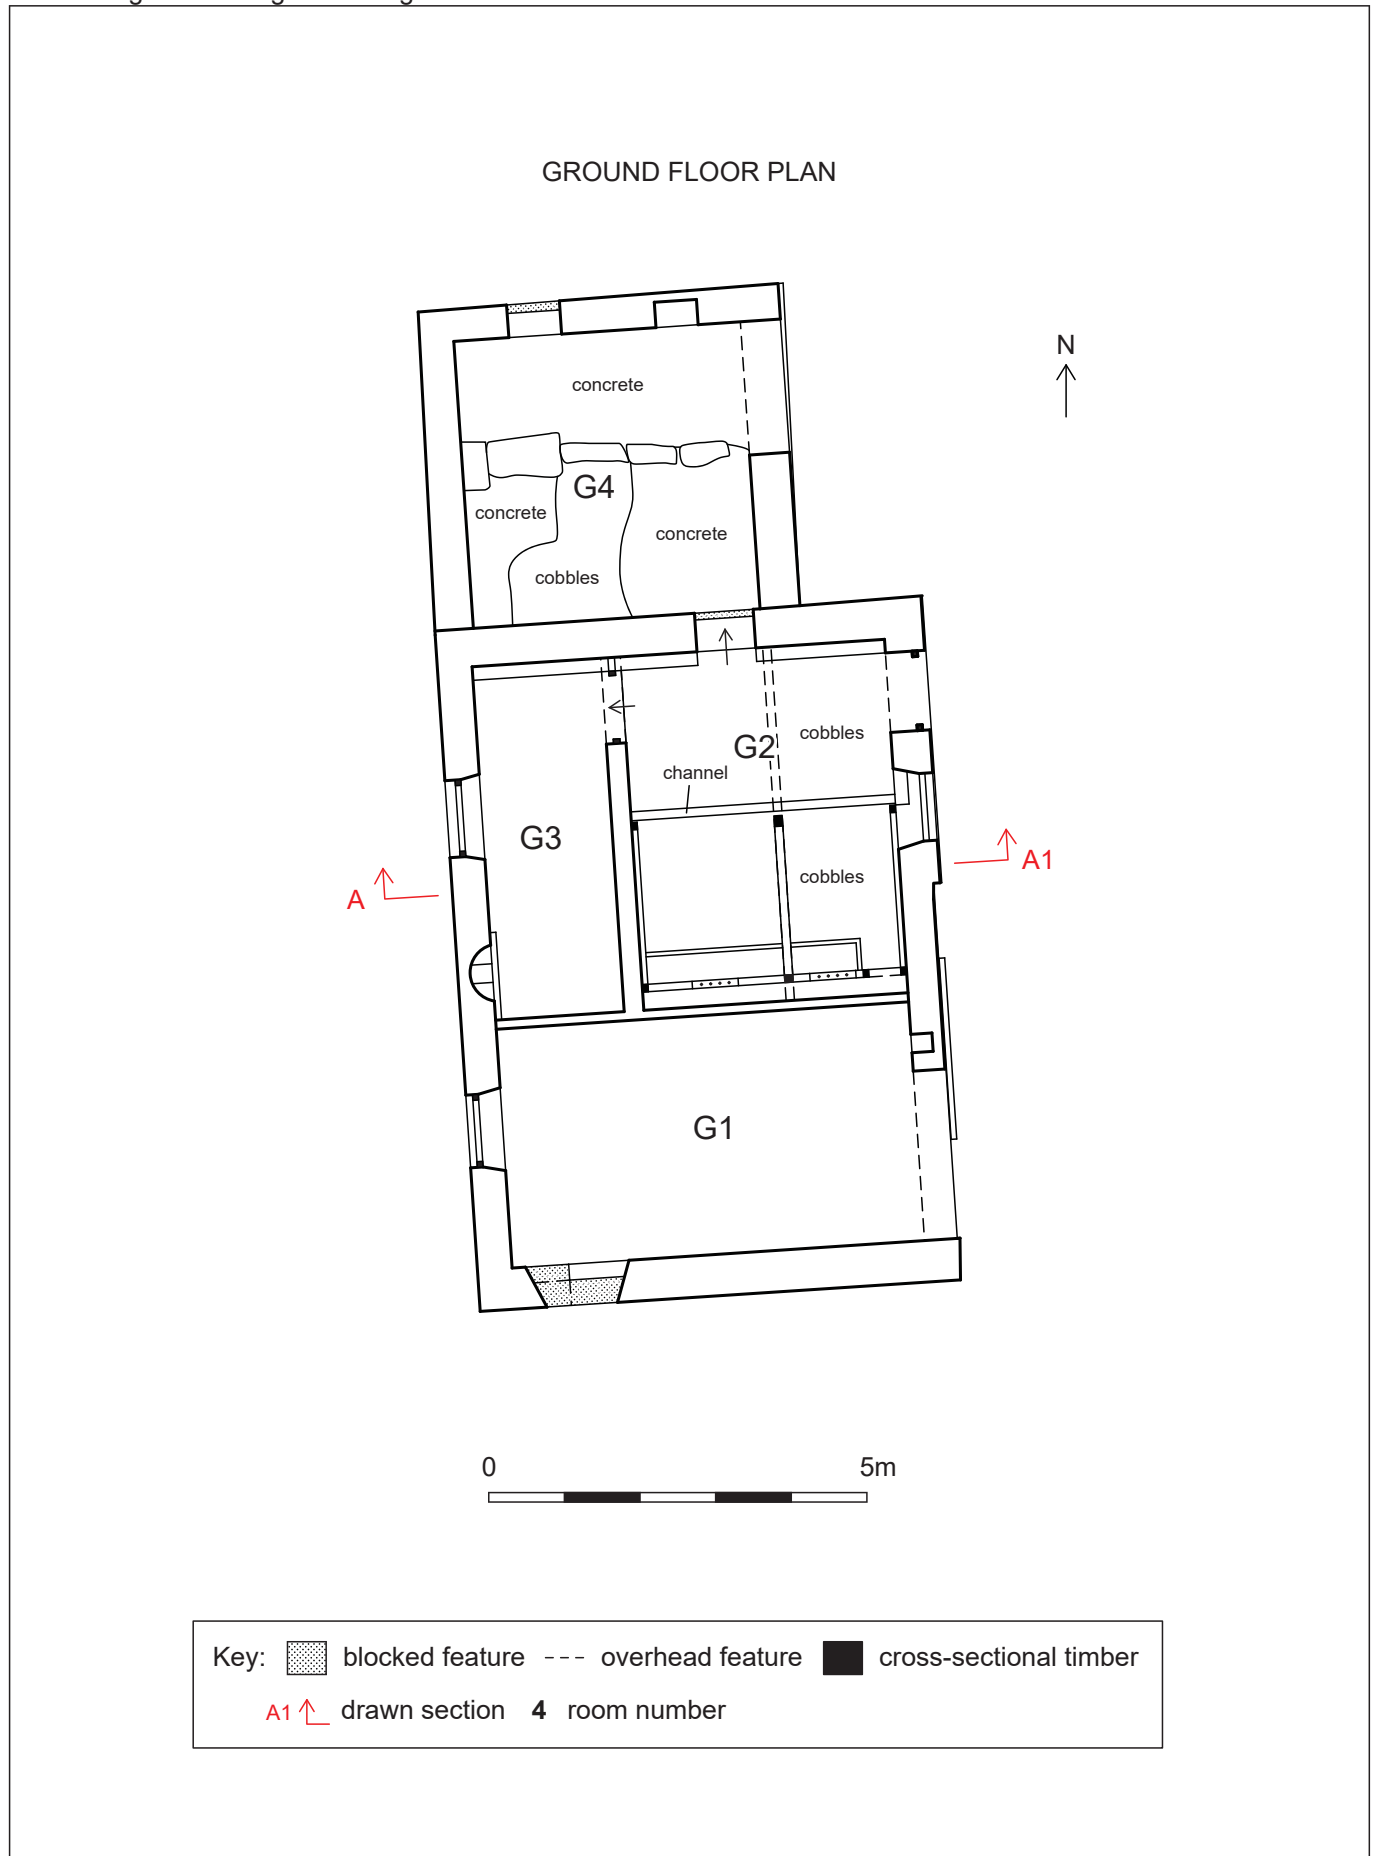 GROUND FLOOR PLAN
N
concrete
G4
concrete
concrete
cobbles
G2
cobbles
channel
G3
A1
cobbles
A
G1
0 5m
Key: blocked feature overhead feature cross-sectional timber
A1 drawn section 4 room number